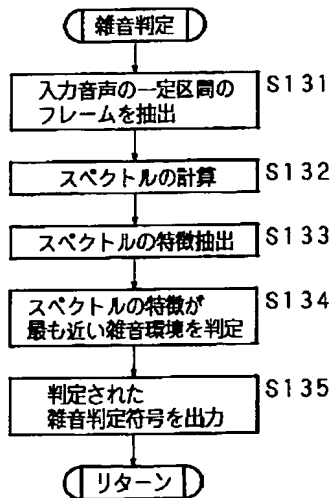 雑音判定
入力音声の一定区間の
フレームを抽出
S131
スペクトルの計算
S132
スペクトルの特徴抽出
S133
スペクトルの特徴が
最も近い雑音環境を判定
S134
判定された
雑音判定符号を出力
S135
リターン